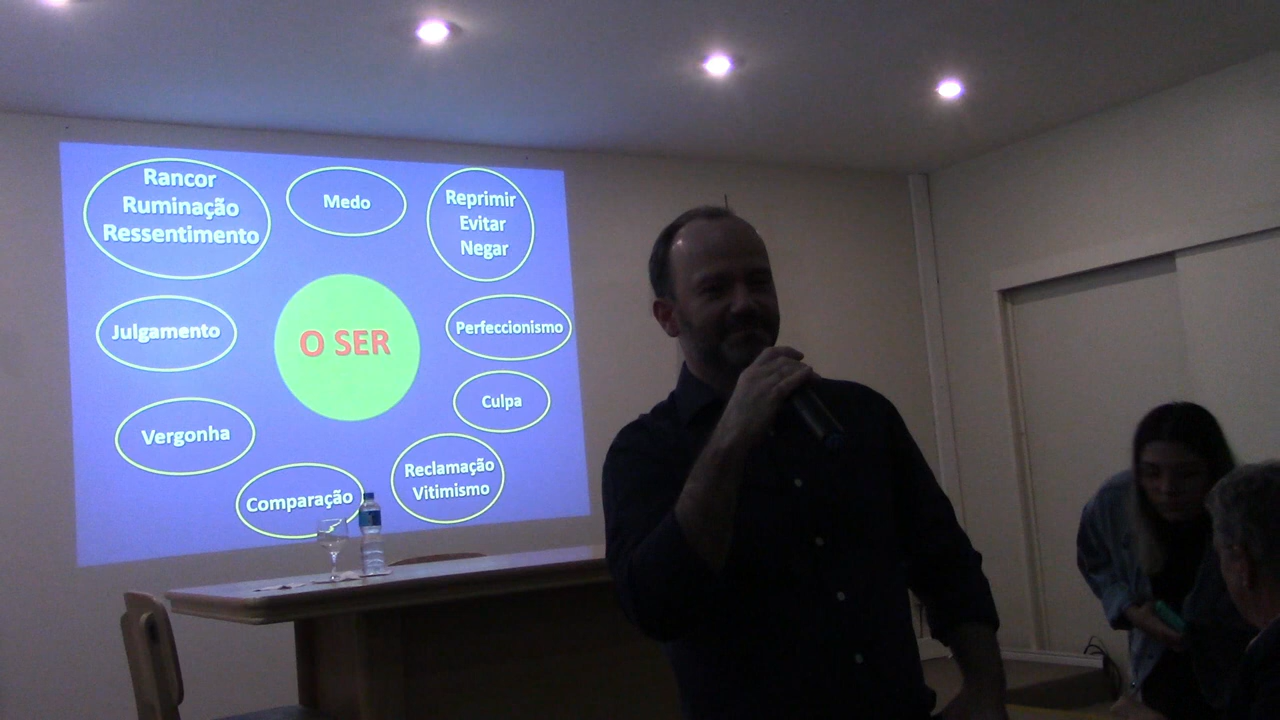 Rancor
Ruminação
Ressentimento
Medo
Reprimir
Evitar
Negar
Julgamento
O SER
Perfeccionismo
Culpa
Vergonha
Reclamação
Vitimismo
Comparação